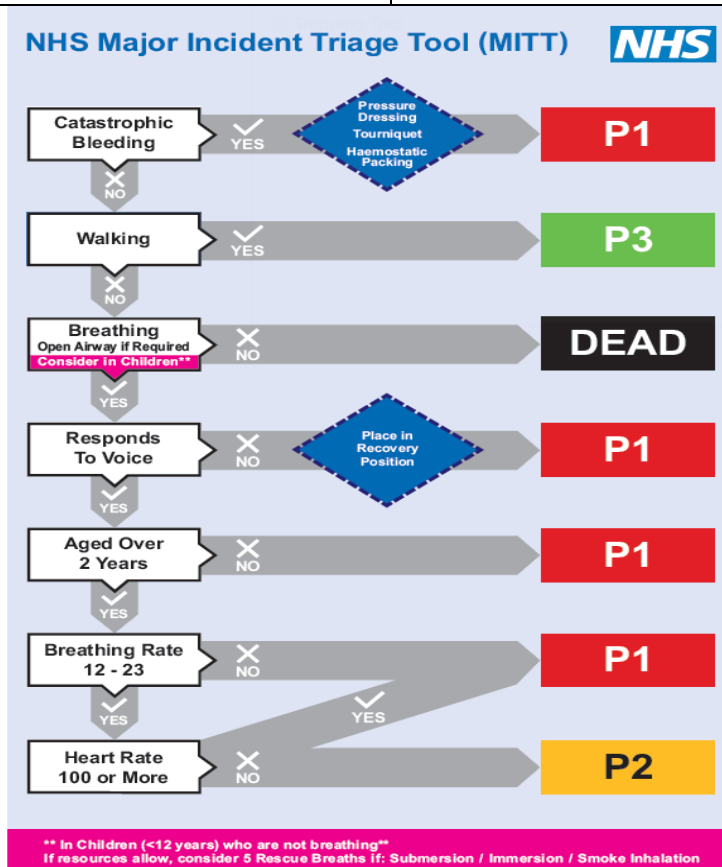 NHS Major Incident Triage Tool (MITT)
NHS
Catastrophic
Bleeding
YES
Pressure
Dressing
Tourniquet
Haemostatic
Packing
P1
NO
Walking
YES
P3
NO
Breathing
Open Airway if Required
Consider in Children**
NO
DEAD
YES
Responds
To Voice
NO
Place in
Recovery
Position
P1
YES
Aged Over
2 Years
NO
P1
YES
Breathing Rate
12 - 23
NO
P1
YES
YES
Heart Rate
100 or More
NO
P2
** In Children (<12 years) who are not breathing**
If resources allow, consider 5 Rescue Breaths if: Submersion / Immersion / Smoke Inhalation